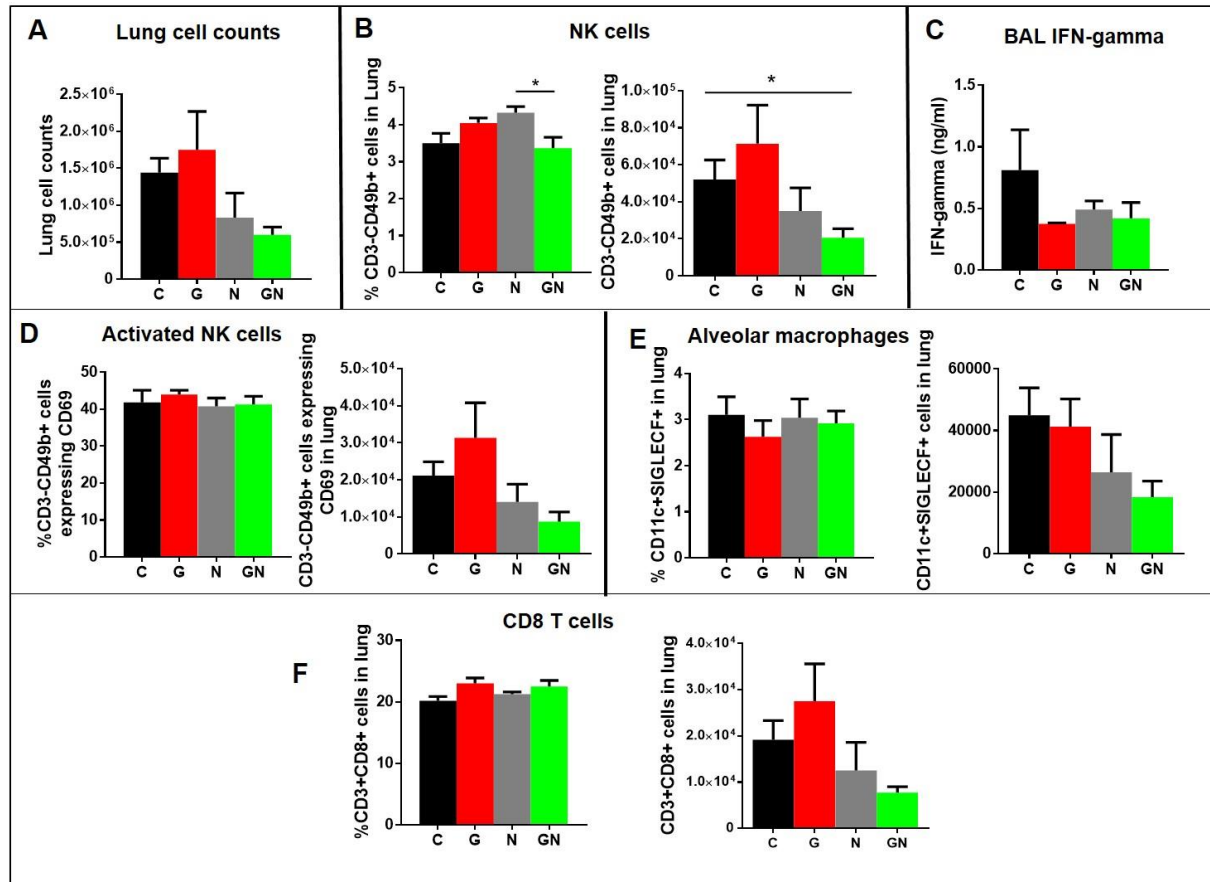 A
Lung cell counts
Lung cell counts
2.5×10⁶
2.0×10⁶
1.5×10⁶
1.0×10⁶
5.0×10⁵
0
C G N GN
B
NK cells
% CD3-CD49b+ cells in Lung
5
4
3
2
1
0
*
C G N GN
CD3-CD49b+ cells in lung
1.0×10⁵
8.0×10⁴
6.0×10⁴
4.0×10⁴
2.0×10⁴
0
*
C G N GN
C
BAL IFN-gamma
IFN-gamma (ng/ml)
1.5
1.0
0.5
0.0
C G N GN
D
Activated NK cells
%CD3-CD49b+ cells
expressing CD69
50
40
30
20
10
0
C G N GN
CD3-CD49b+ cells expressing
CD69 in lung
5.0×10⁴
4.0×10⁴
3.0×10⁴
2.0×10⁴
1.0×10⁴
0
C G N GN
E
Alveolar macrophages
% CD11c+SIGLECF+ in lung
4
3
2
1
0
C G N GN
CD11c+SIGLECF+ cells in lung
60000
40000
20000
0
C G N GN
F
CD8 T cells
%CD3+CD8+ cells in lung
30
20
10
0
C G N GN
CD3+CD8+ cells in lung
4.0×10⁴
3.0×10⁴
2.0×10⁴
1.0×10⁴
0
C G N GN